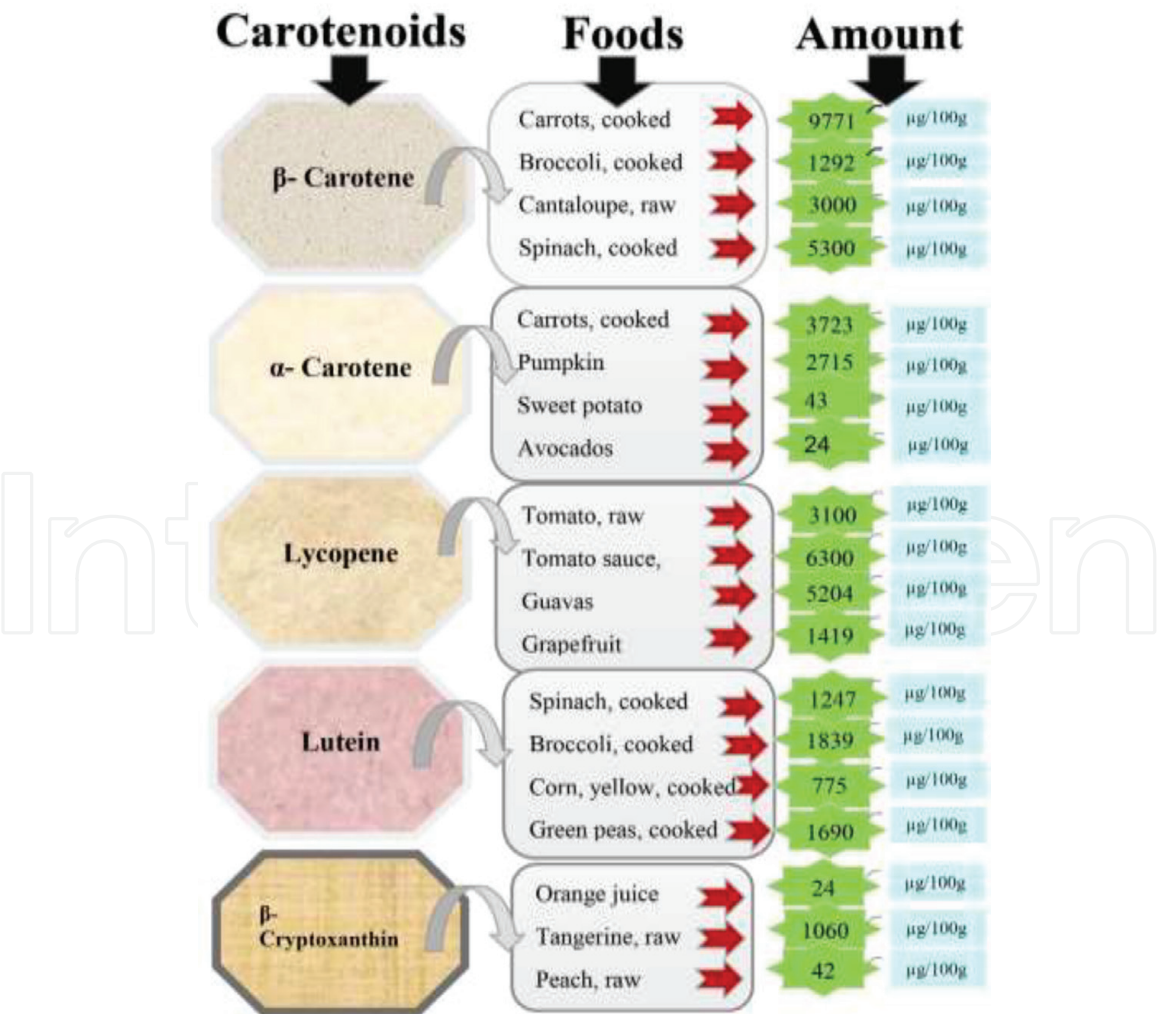 Carotenoids Foods Amount
β- Carotene
Carrots, cooked 9771 µg/100g
Broccoli, cooked 1292 µg/100g
Cantaloupe, raw 3000 µg/100g
Spinach, cooked 5300 µg/100g
α- Carotene
Carrots, cooked 3723 µg/100g
Pumpkin 2715 µg/100g
Sweet potato 43 µg/100g
Avocados 24 µg/100g
Lycopene
Tomato, raw 3100 µg/100g
Tomato sauce, 6300 µg/100g
Guavas 5204 µg/100g
Grapefruit 1419 µg/100g
Lutein
Spinach, cooked 1247 µg/100g
Broccoli, cooked 1839 µg/100g
Corn, yellow, cooked 775 µg/100g
Green peas, cooked 1690 µg/100g
β-
Cryptoxanthin
Orange juice 24 µg/100g
Tangerine, raw 1060 µg/100g
Peach, raw 42 µg/100g